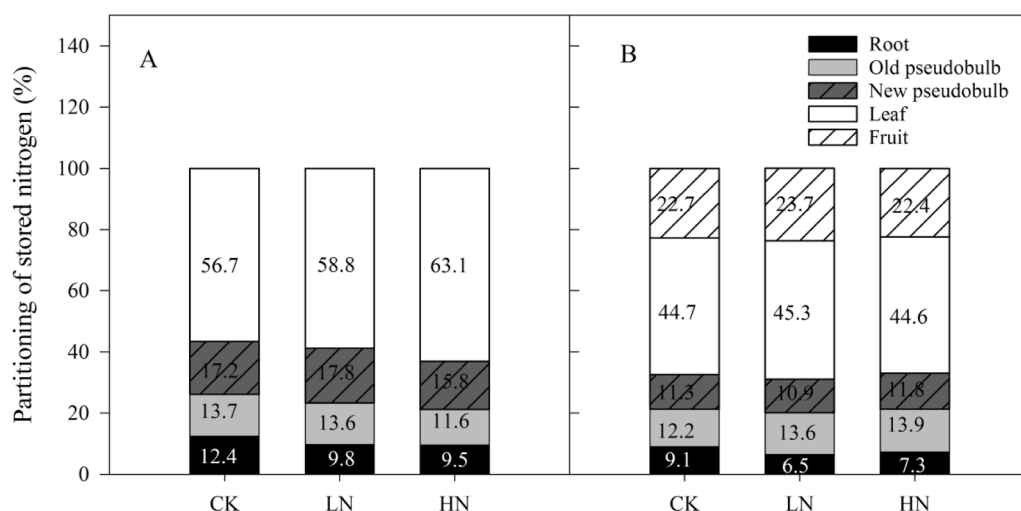 Partitioning of stored nitrogen (%)
140
120
100
80
60
40
20
0
A
56.7
58.8
63.1
17.2
17.8
15.8
13.7
13.6
11.6
12.4
9.8
9.5
CK
LN
HN
B
Root
Old pseudobulb
New pseudobulb
Leaf
Fruit
22.7
23.7
22.4
44.7
45.3
44.6
11.3
10.9
11.8
12.2
13.6
13.9
9.1
6.5
7.3
CK
LN
HN